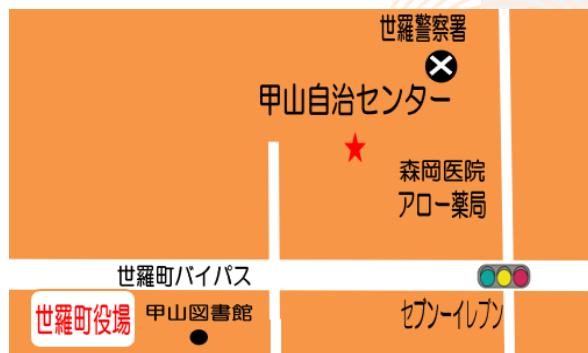 世羅警察署
甲山自治センター
森岡医院
アロー薬局
世羅町バイパス
世羅町役場
甲山図書館
セブンーイレブン